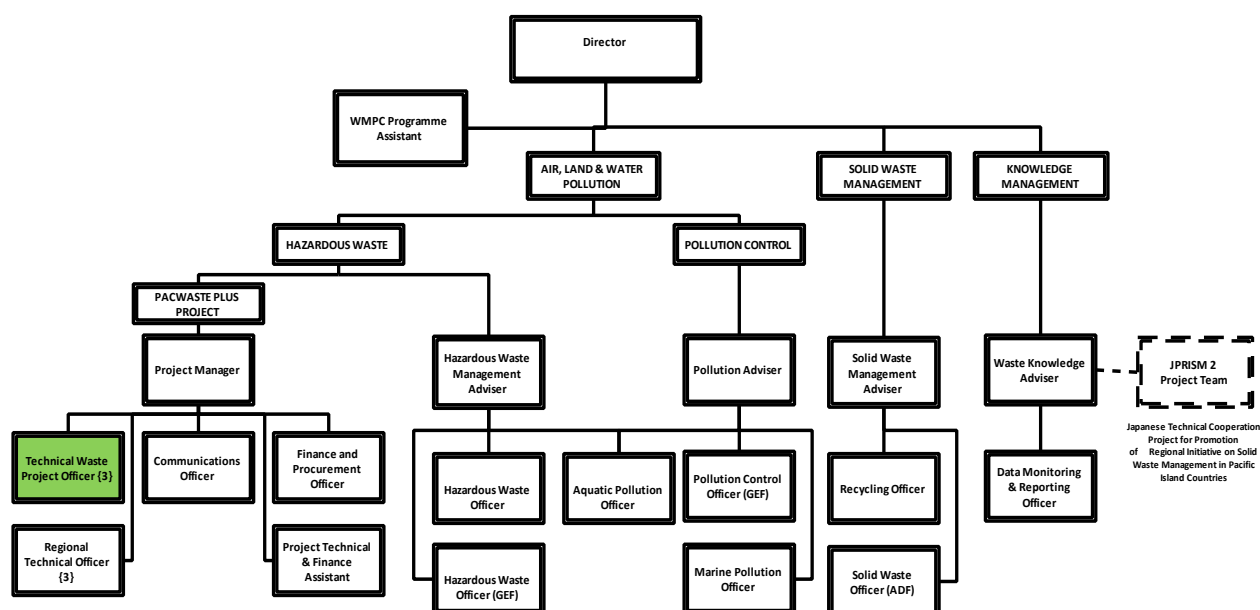 Director
WMPC Programme
Assistant
AIR, LAND & WATER
POLLUTION
SOLID WASTE
MANAGEMENT
KNOWLEDGE
MANAGEMENT
HAZARDOUS WASTE
POLLUTION CONTROL
PACWASTE PLUS
PROJECT
Project Manager
Hazardous Waste
Management
Adviser
Pollution Adviser
Solid Waste
Management
Adviser
Waste Knowledge
Adviser
JPRISM 2
Project Team
Japanese Technical Cooperation
Project for Promotion
of Regional Initiative on Solid
Waste Management in Pacific
Island Countries
Technical Waste
Project Officer {3}
Communications
Officer
Finance and
Procurement
Officer
Hazardous Waste
Officer
Aquatic Pollution
Officer
Pollution Control
Officer (GEF)
Recycling Officer
Data Monitoring
& Reporting
Officer
Regional
Technical Officer
{3}
Project Technical
& Finance
Assistant
Hazardous Waste
Officer (GEF)
Marine Pollution
Officer
Solid Waste
Officer (ADF)